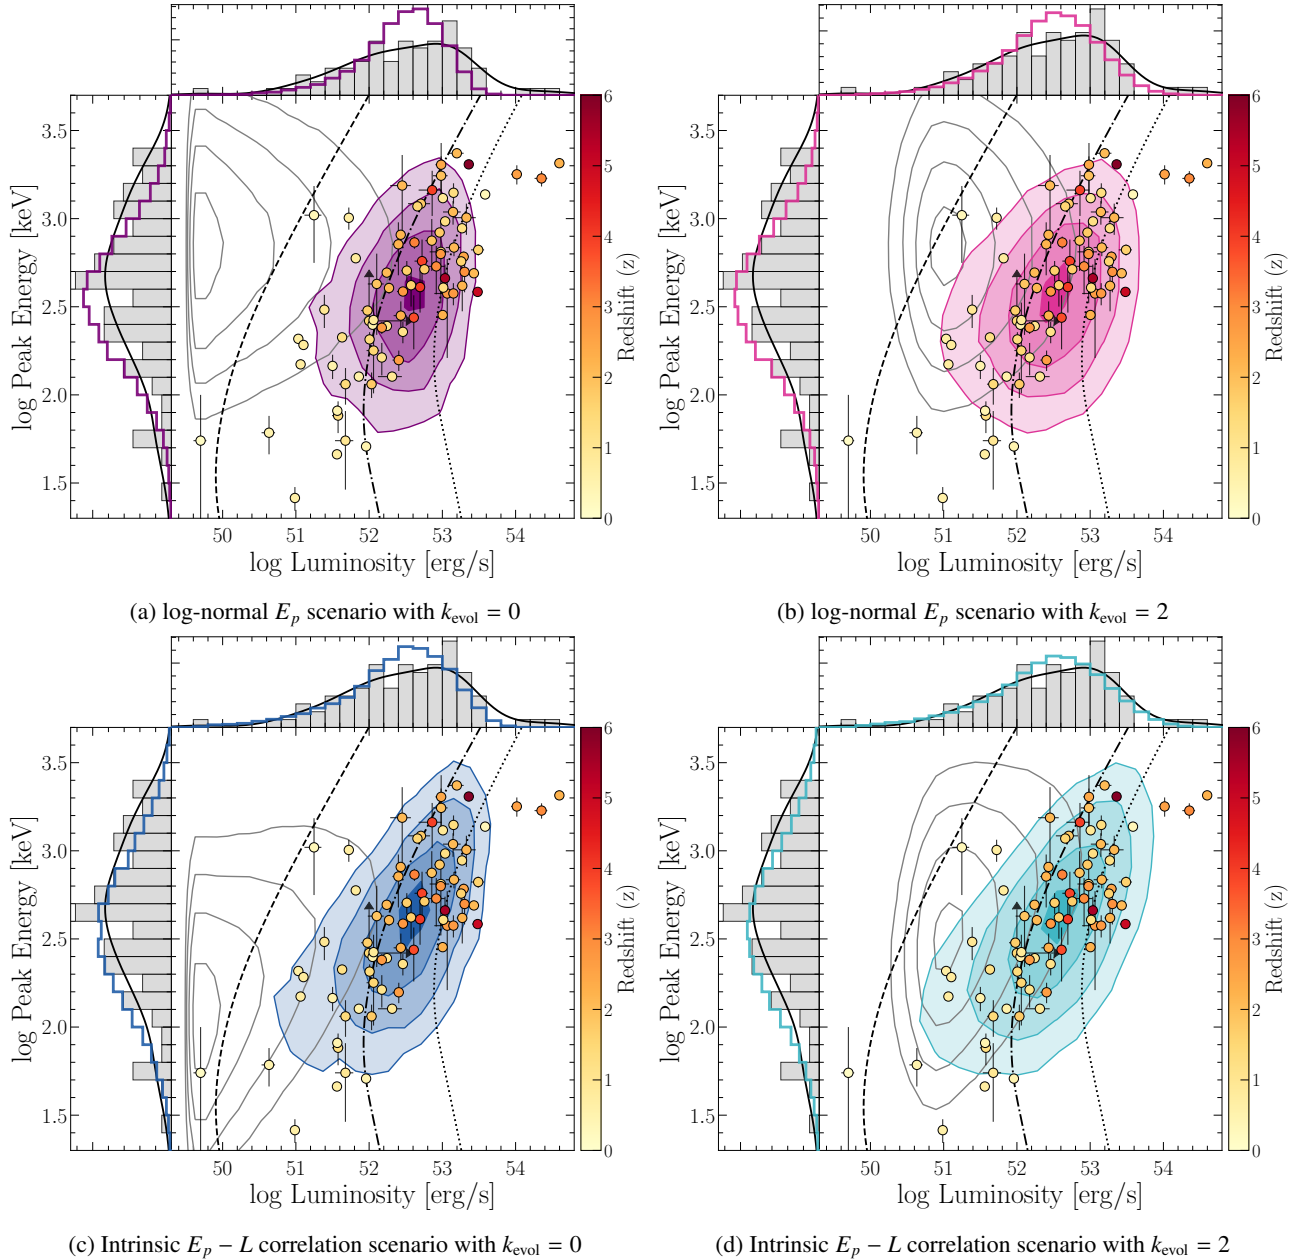 3.5
3.0
2.5
2.0
1.5
log Peak Energy [keV]
50 51 52 53 54
log Luminosity [erg/s]
6
5
4
3
2
1
0
Redshift (z)
3.5
3.0
2.5
2.0
1.5
log Peak Energy [keV]
50 51 52 53 54
log Luminosity [erg/s]
6
5
4
3
2
1
0
Redshift (z)
(a) log-normal E_p scenario with k_evol = 0
(b) log-normal E_p scenario with k_evol = 2
3.5
3.0
2.5
2.0
1.5
log Peak Energy [keV]
50 51 52 53 54
log Luminosity [erg/s]
6
5
4
3
2
1
0
Redshift (z)
3.5
3.0
2.5
2.0
1.5
log Peak Energy [keV]
50 51 52 53 54
log Luminosity [erg/s]
6
5
4
3
2
1
0
Redshift (z)
(c) Intrinsic E_p − L correlation scenario with k_evol = 0
(d) Intrinsic E_p − L correlation scenario with k_evol = 2